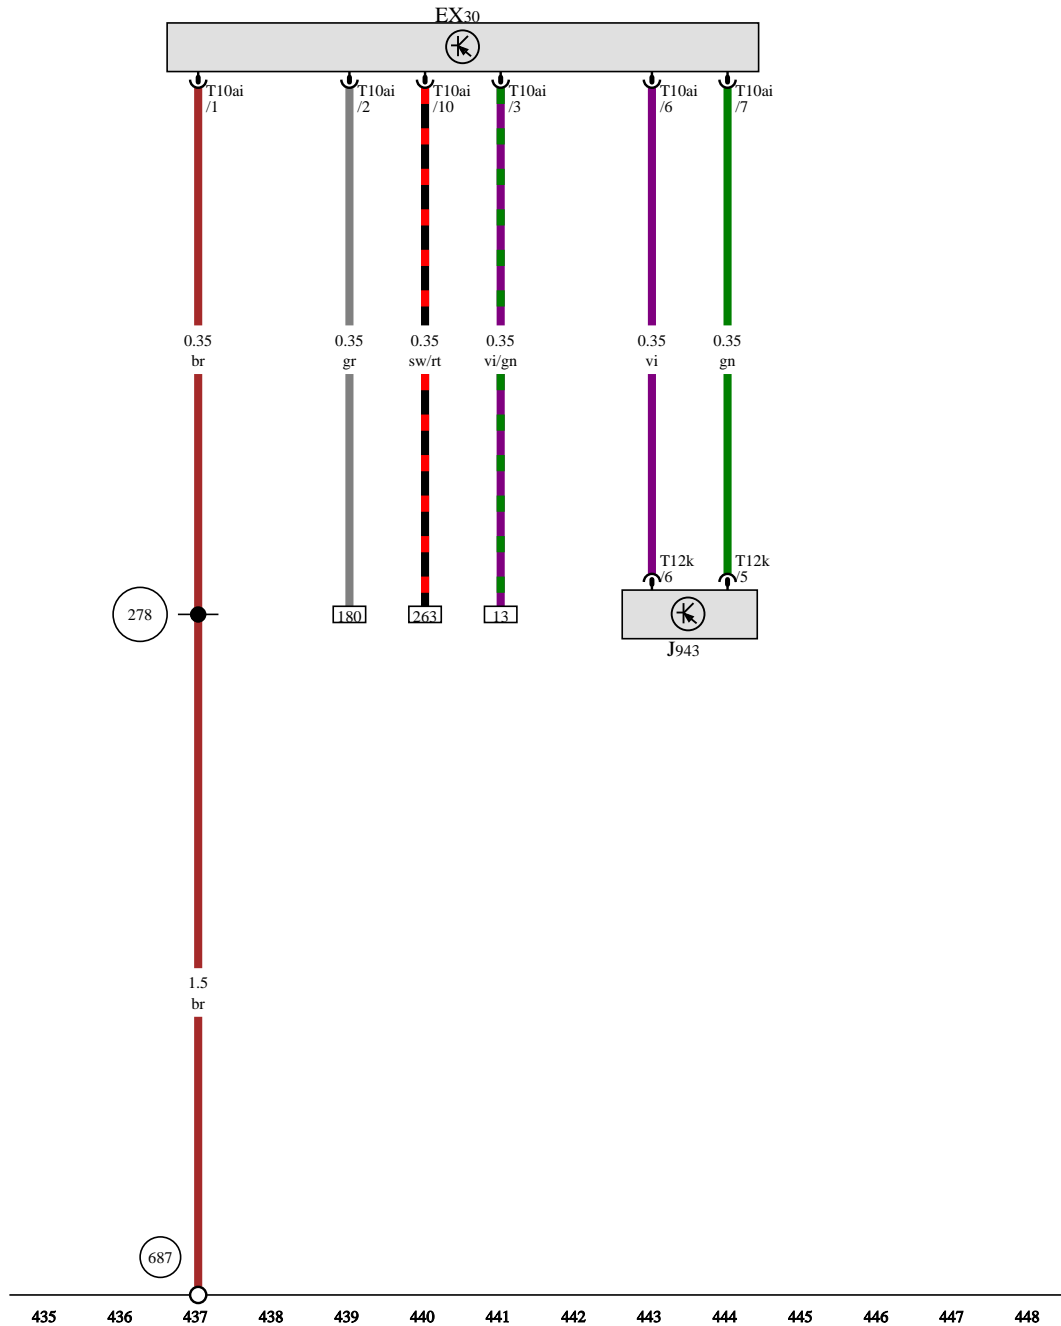 EX30
T10ai /1
T10ai /2
T10ai /10
T10ai /3
T10ai /6
T10ai /7
0.35 br
0.35 gr
0.35 sw/rt
0.35 vi/gn
0.35 vi
0.35 gn
T12k /6
T12k /5
278
180
263
13
J943
1.5 br
687
435 436 437 438 439 440 441 442 443 444 445 446 447 448